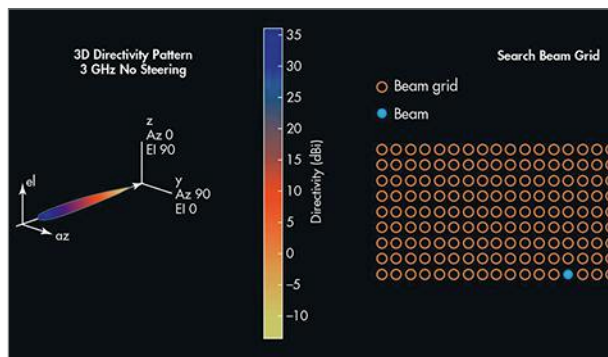 3D Directivity Pattern
3 GHz No Steering
z
Az 0
El 90
y
Az 90
El 0
el
az
35
30
25
20
15
10
5
0
−5
−10
Directivity (dBi)
Search Beam Grid
Beam grid
Beam